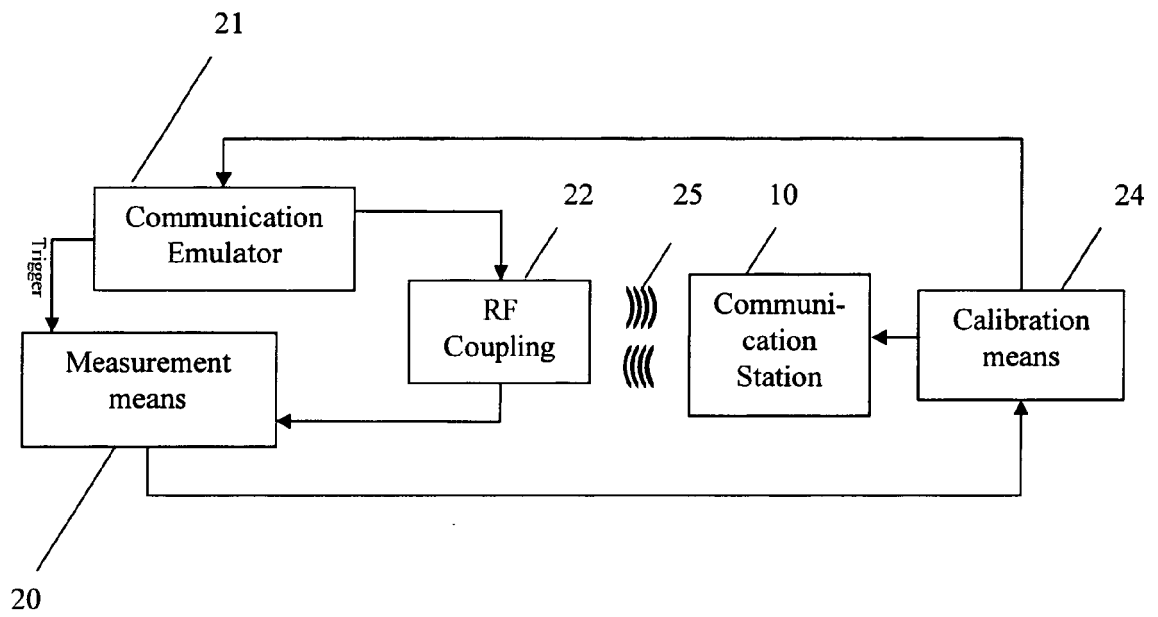 21
22
25
10
24
Communication
Emulator
Trigger
RF
Coupling
Communi-
cation
Station
Calibration
means
Measurement
means
20